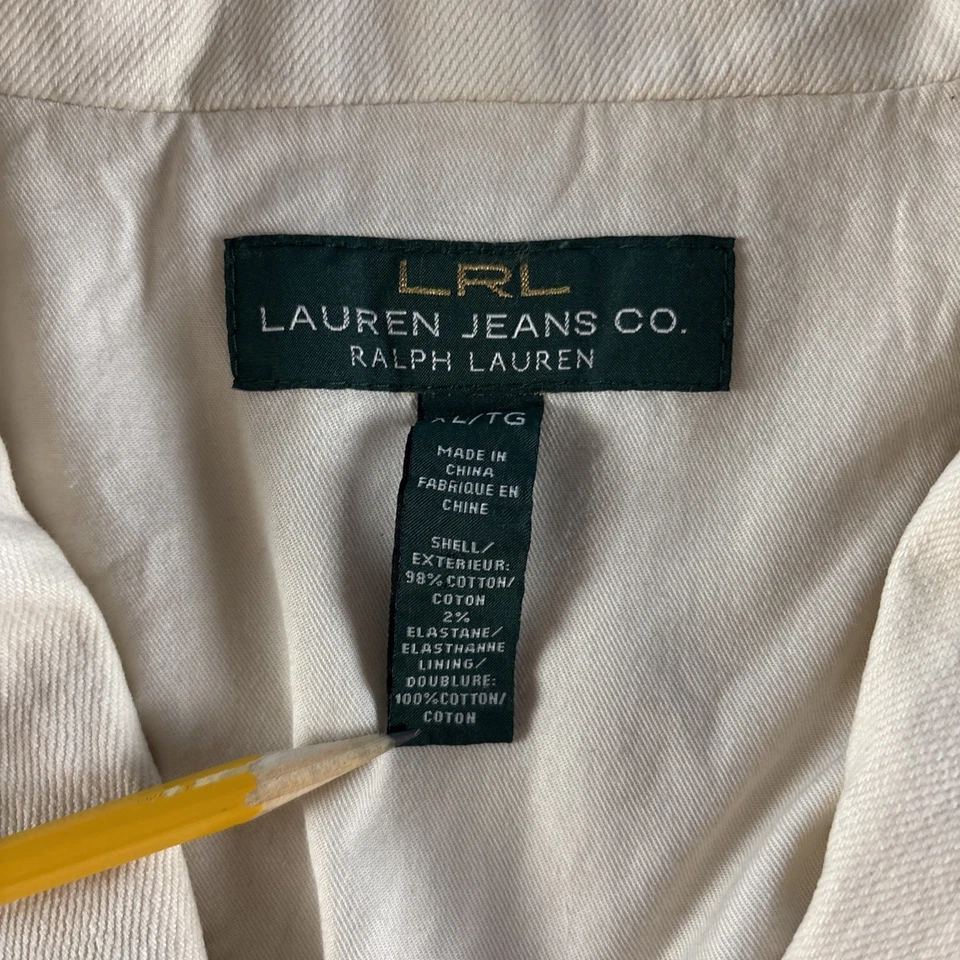 LRL
LAUREN JEANS CO.
RALPH LAUREN
XL/TG
MADE IN
CHINA
FABRIQUE EN
CHINE
SHELL/
EXTERIEUR:
98% COTTON/
COTON
2%
ELASTANE/
ELASTHANNE
LINING/
DOUBLURE:
100% COTTON/
COTON